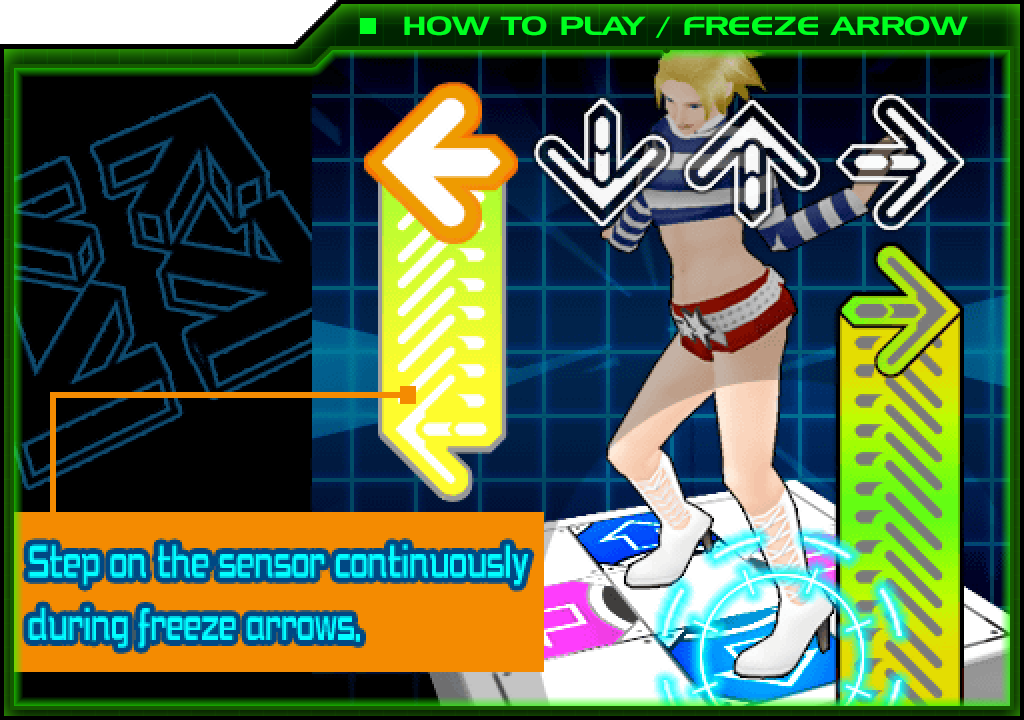 HOW TO PLAY / FREEZE ARROW
Step on the sensor continuously
during freeze arrows.